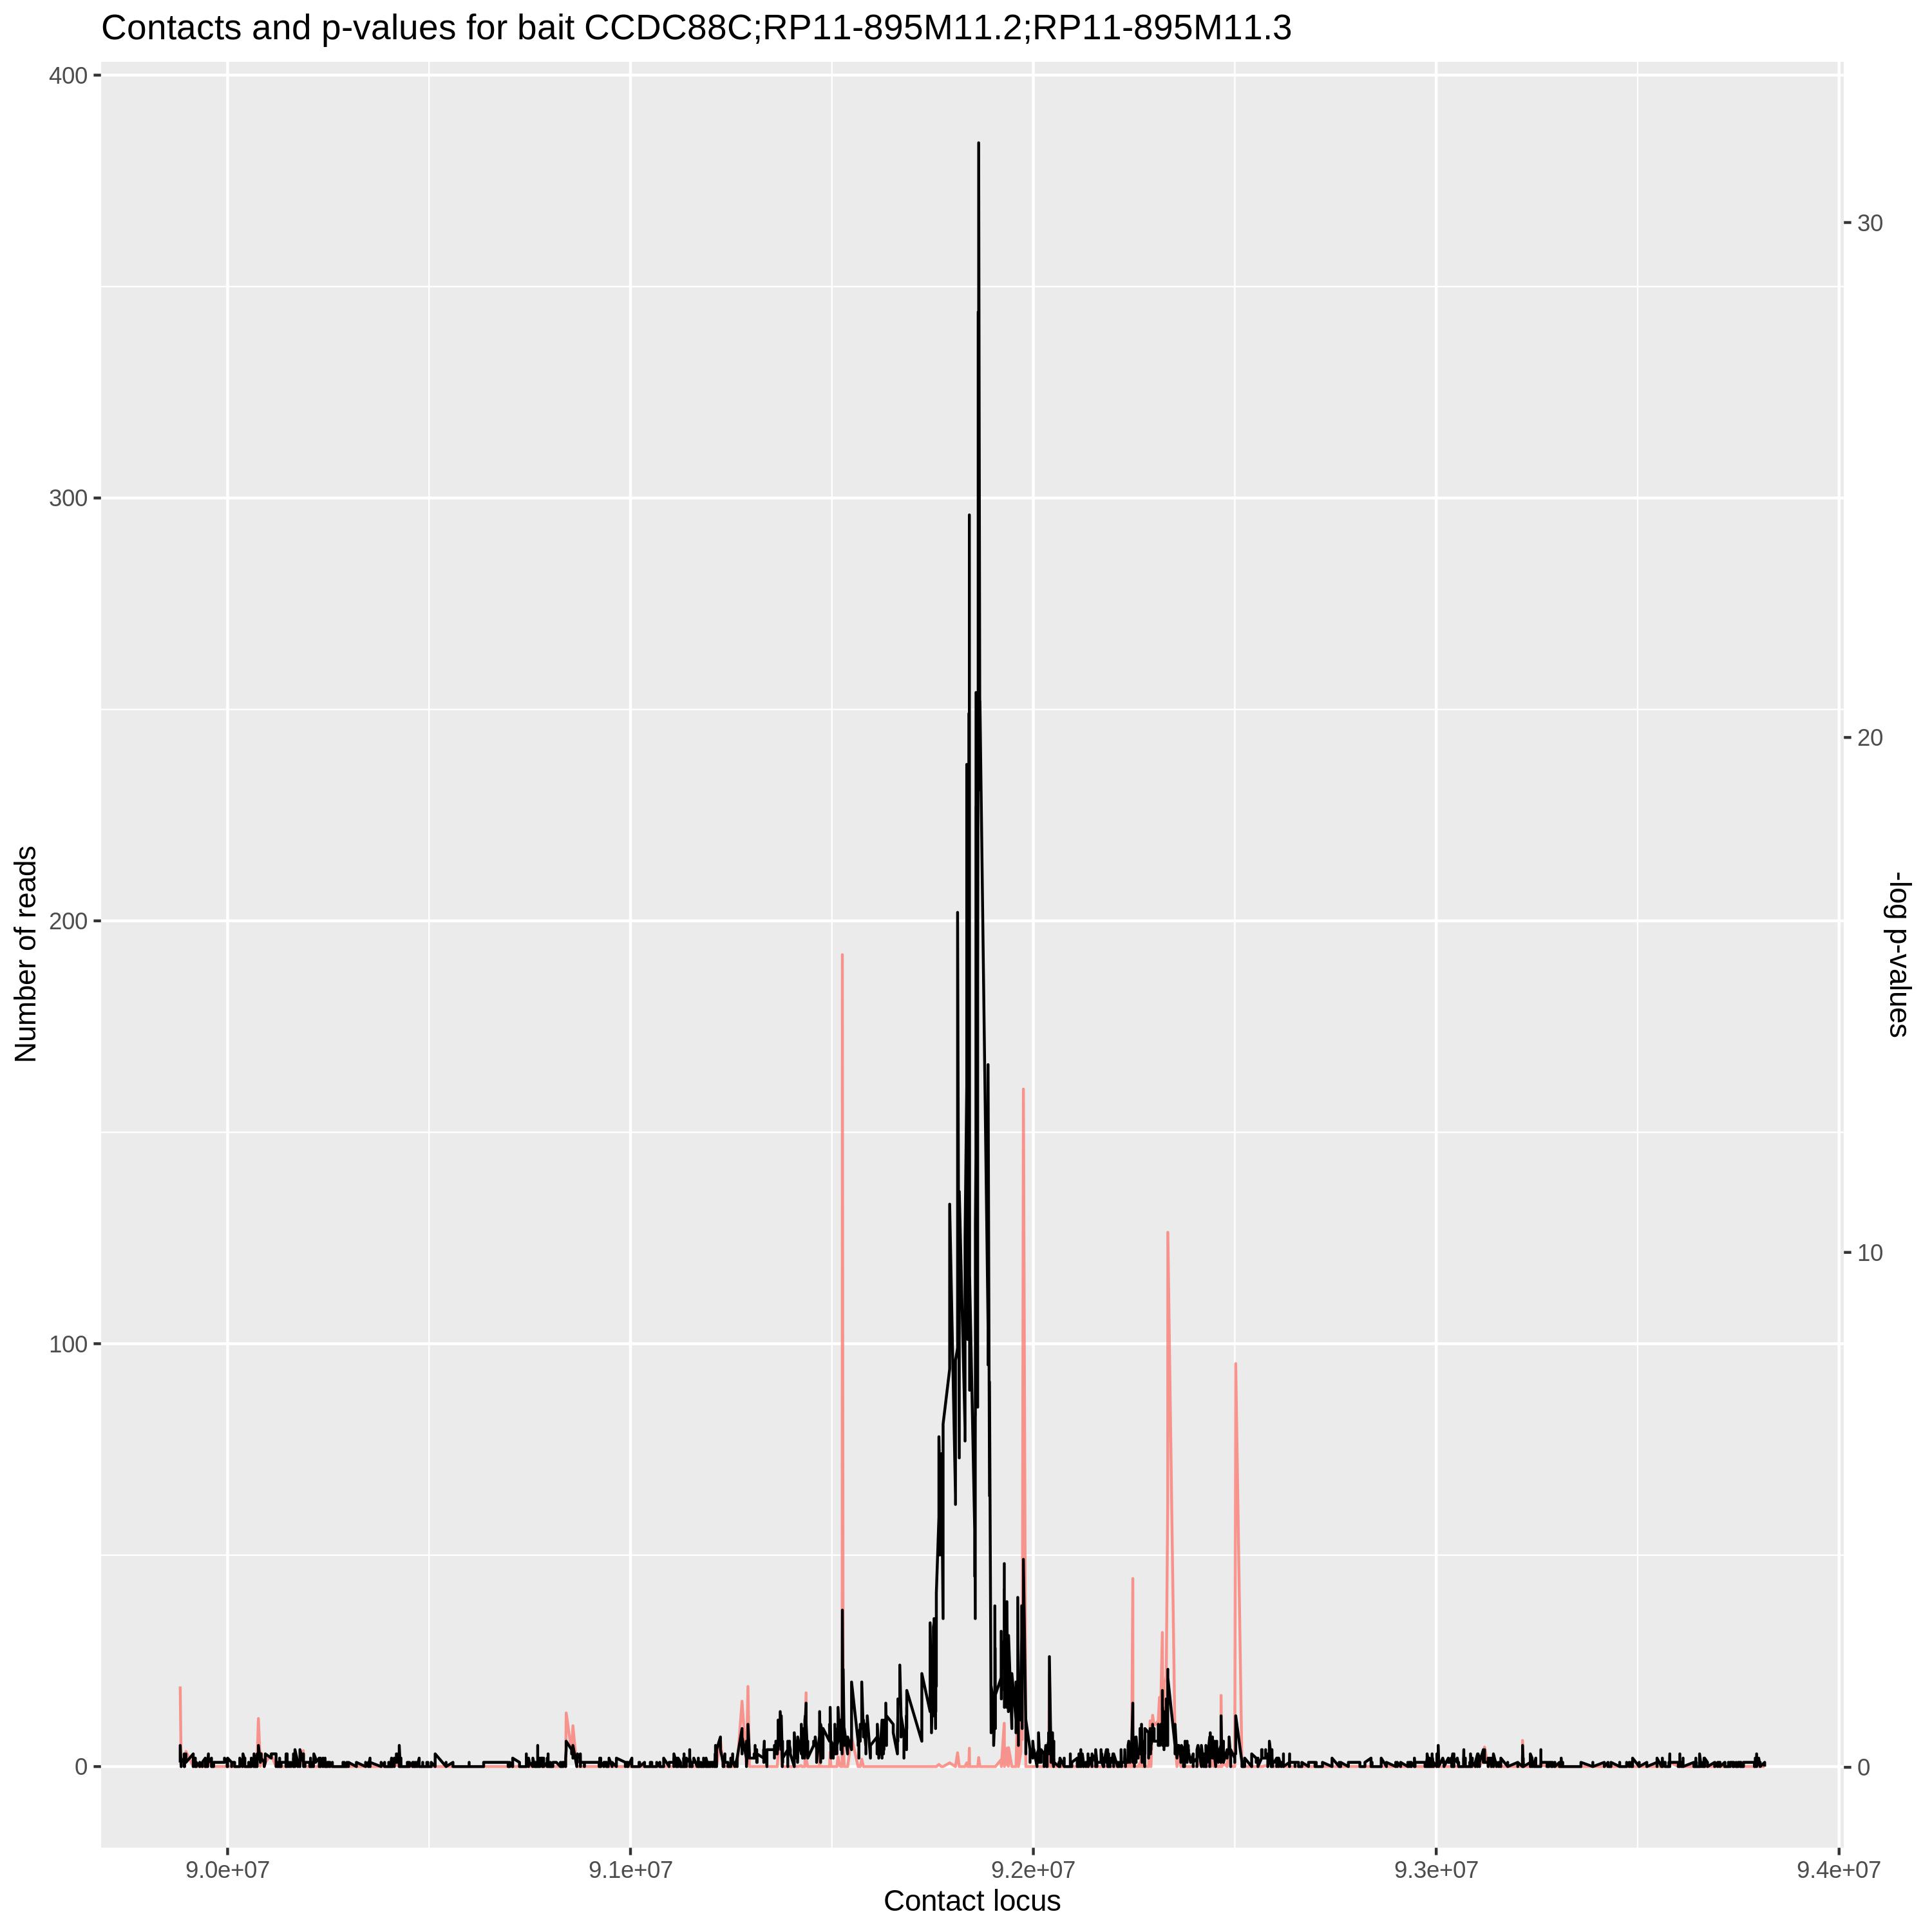 Contacts and p-values for bait CCDC88C;RP11-895M11.2;RP11-895M11.3
400
300
200
100
0
Number of reads
30
20
10
0
-log p-values
9.0e+07 9.1e+07 9.2e+07 9.3e+07 9.4e+07
Contact locus